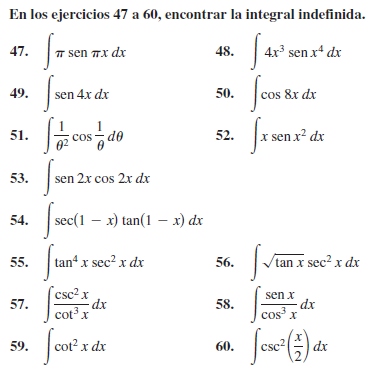 En los ejercicios 47 a 60, encontrar la integral indefinida.
47. ∫ π sen πx dx 48. ∫ 4x³ sen x⁴ dx
49. ∫ sen 4x dx 50. ∫ cos 8x dx
51. ∫ 1/θ² cos 1/θ dθ 52. ∫ x sen x² dx
53. ∫ sen 2x cos 2x dx
54. ∫ sec(1 − x) tan(1 − x) dx
55. ∫ tan⁴ x sec² x dx 56. ∫ √(tan x) sec² x dx
57. ∫ csc² x/cot³ x dx 58. ∫ sen x/cos³ x dx
59. ∫ cot² x dx 60. ∫ csc²(x/2) dx